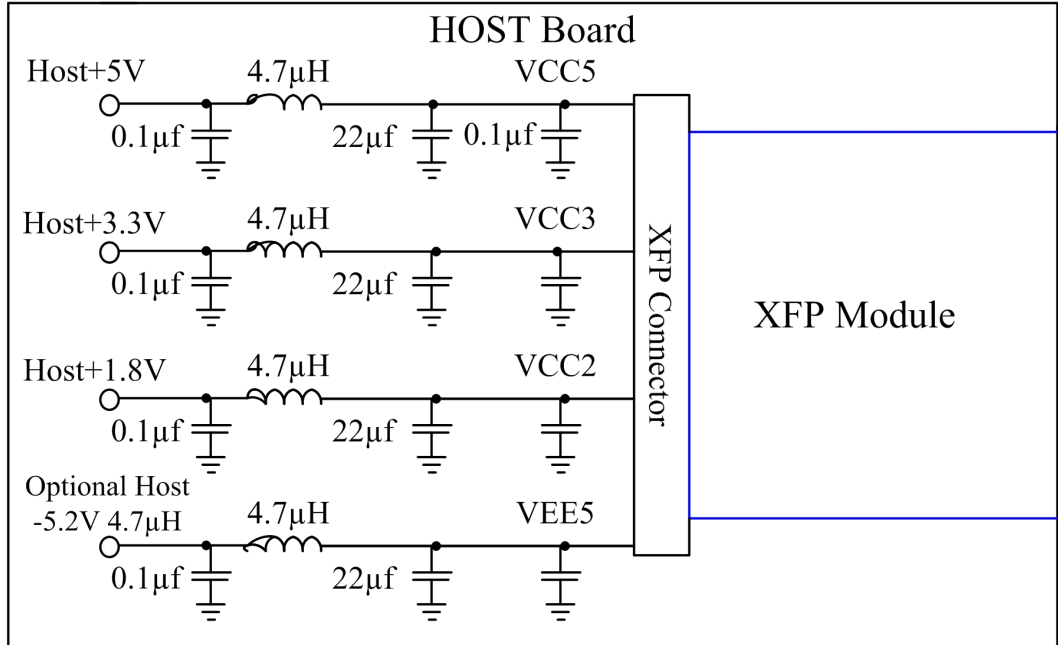 HOST Board
Host+5V 4.7µH VCC5
0.1µf 22µf 0.1µf
Host+3.3V 4.7µH VCC3
0.1µf 22µf
XFP Connector
XFP Module
Host+1.8V 4.7µH VCC2
0.1µf 22µf
Optional Host
-5.2V 4.7µH 4.7µH VEE5
0.1µf 22µf